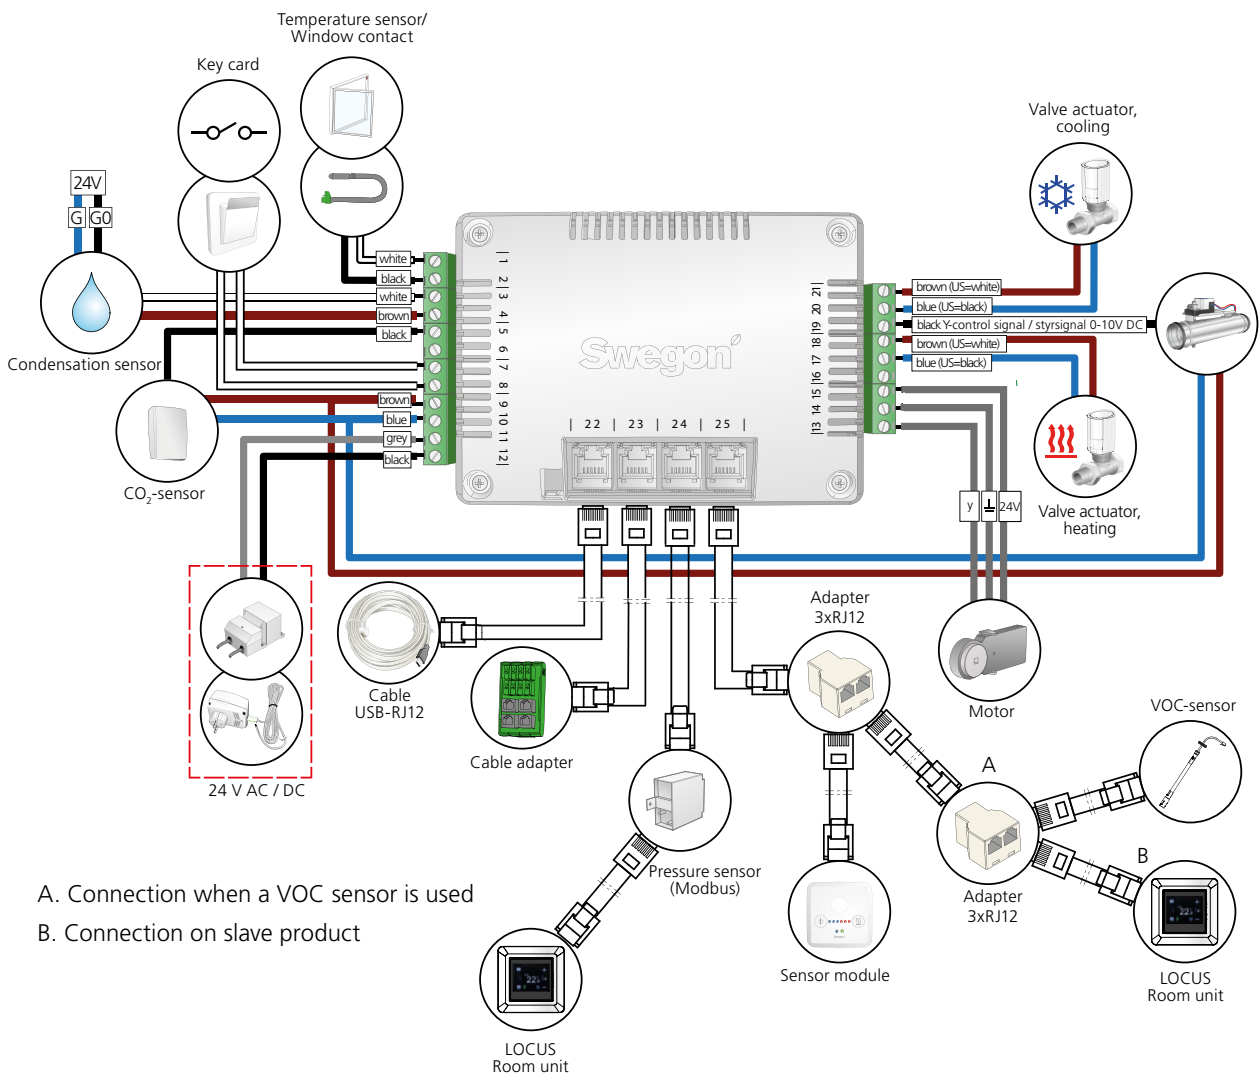 Temperature sensor/
Window contact
Key card
24V
G
G0
white
black
white
brown
black
brown
blue
grey
black
Condensation sensor
CO2-sensor
24 V AC / DC
|1
2|
|3
4|
|5
6|
|7
8|
|9
10|
|11
12|
Swegon
|22|23|24|25|
21|
20
|19
18
|17
|16
15
14
|13
brown (US=white)
blue (US=black)
black Y-control signal / styrsignal 0-10V DC
brown (US=white)
blue (US=black)
Valve actuator,
cooling
Valve actuator,
heating
y
24V
Motor
Cable
USB-RJ12
Cable adapter
Pressure sensor
(Modbus)
Adapter
3xRJ12
A
VOC-sensor
B
Adapter
3xRJ12
Sensor module
22
LOCUS
Room unit
22
LOCUS
Room unit
A. Connection when a VOC sensor is used
B. Connection on slave product